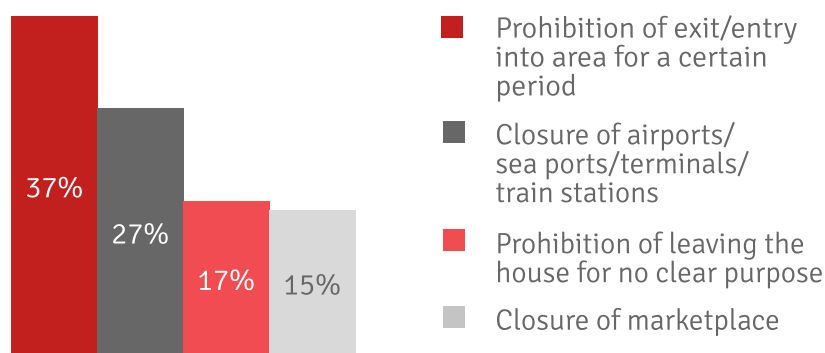 37%
27%
17%
15%
Prohibition of exit/entry
into area for a certain
period
Closure of airports/
sea ports/terminals/
train stations
Prohibition of leaving the
house for no clear purpose
Closure of marketplace